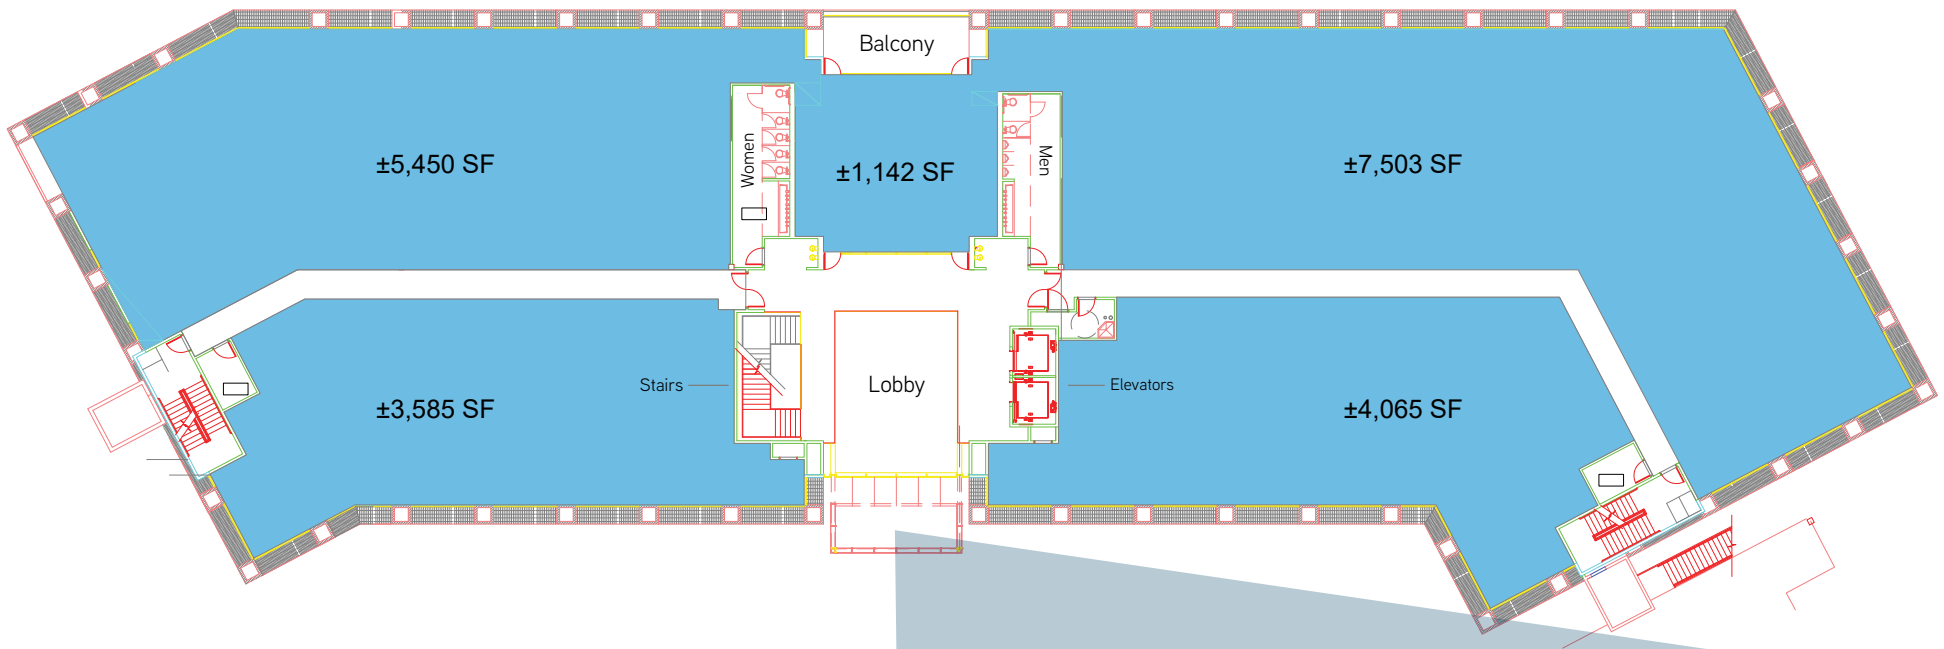 Balcony
±5,450 SF
Women
±1,142 SF
Men
±7,503 SF
Stairs
Lobby
Elevators
±3,585 SF
±4,065 SF